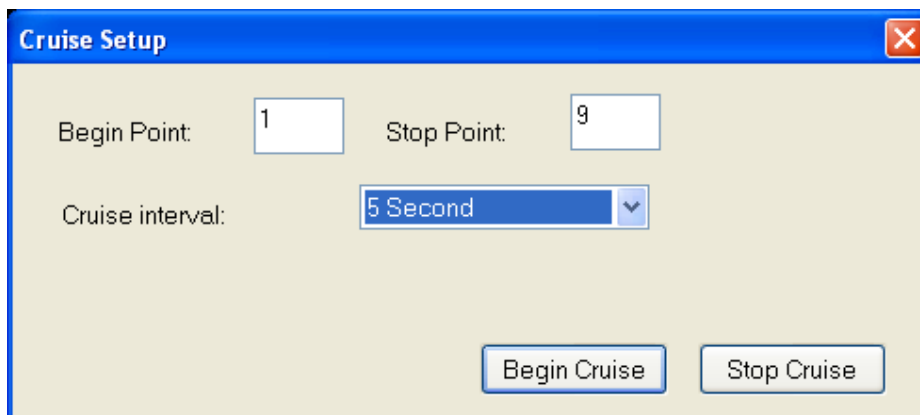 Cruise Setup
Begin Point: 1 Stop Point: 9
Cruise interval: 5 Second
Begin Cruise Stop Cruise